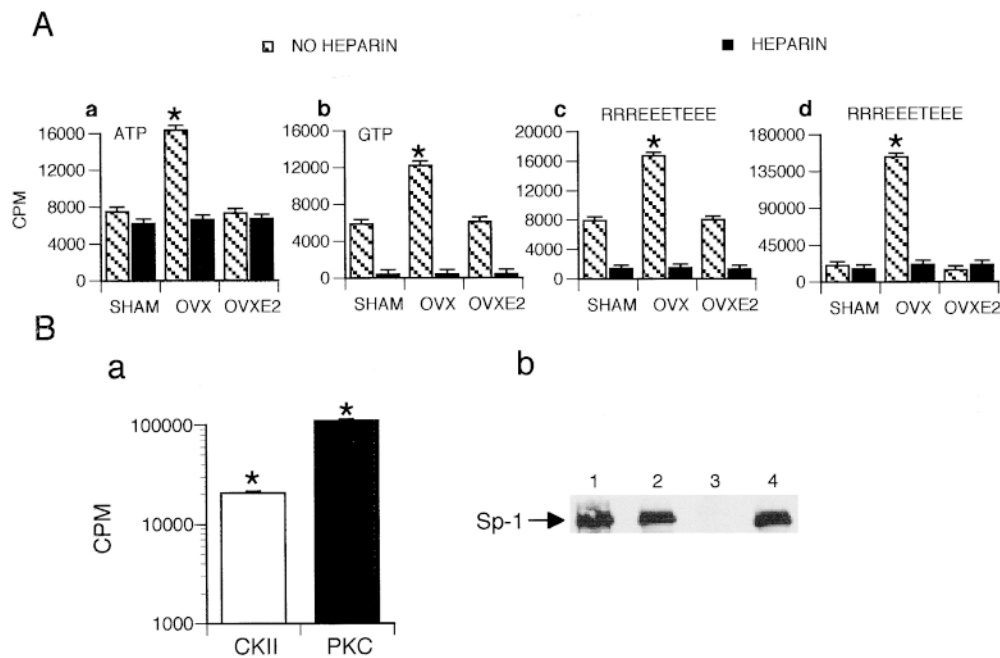 A
NO HEPARIN
HEPARIN
a
b
c
d
ATP
GTP
RRREEETEEE
RRREEETEEE
*
*
*
*
CPM
16000
12000
8000
4000
0
16000
12000
8000
4000
0
20000
16000
12000
8000
4000
0
180000
135000
90000
45000
0
SHAM OVX OVXE2
SHAM OVX OVXE2
SHAM OVX OVXE2
SHAM OVX OVXE2
B
a
CPM
100000
10000
1000
*
*
CKII PKC
b
1 2 3 4
Sp-1